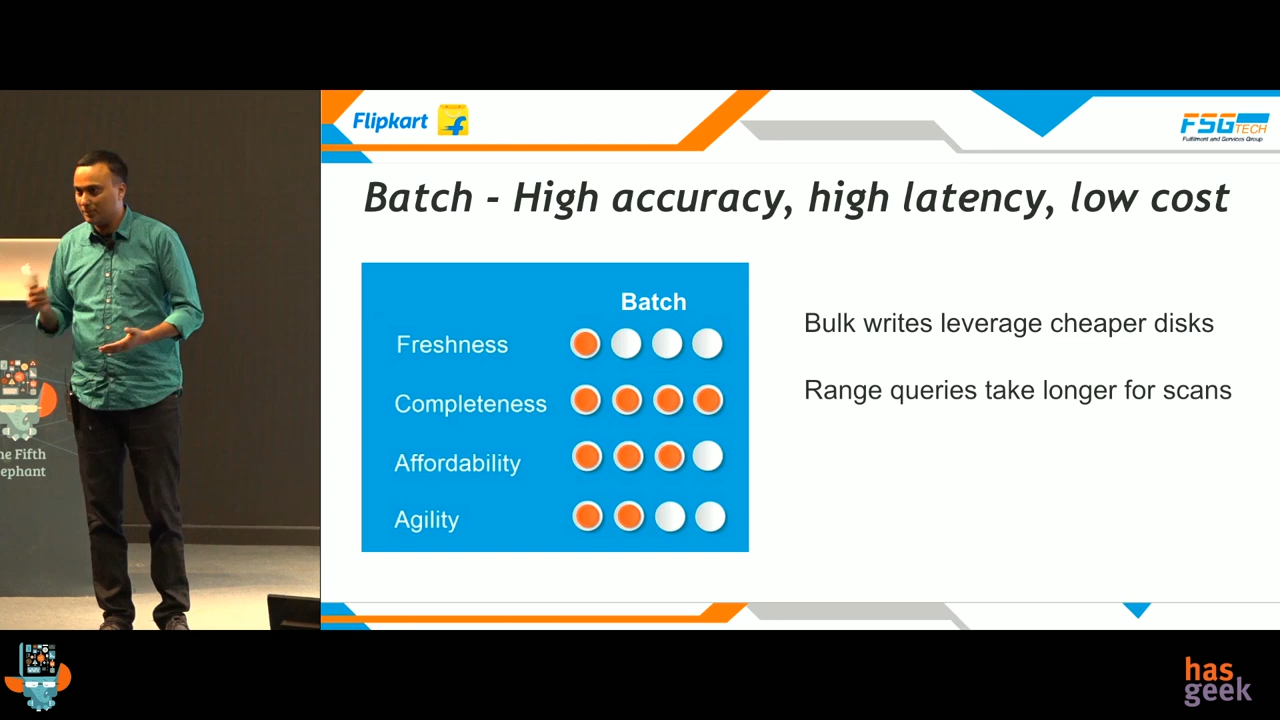 Flipkart
FSG TECH
Fulfilment and Services Group
Batch - High accuracy, high latency, low cost
Batch
Freshness
Completeness
Affordability
Agility
Bulk writes leverage cheaper disks
Range queries take longer for scans
he Fifth
lephant
has
geek